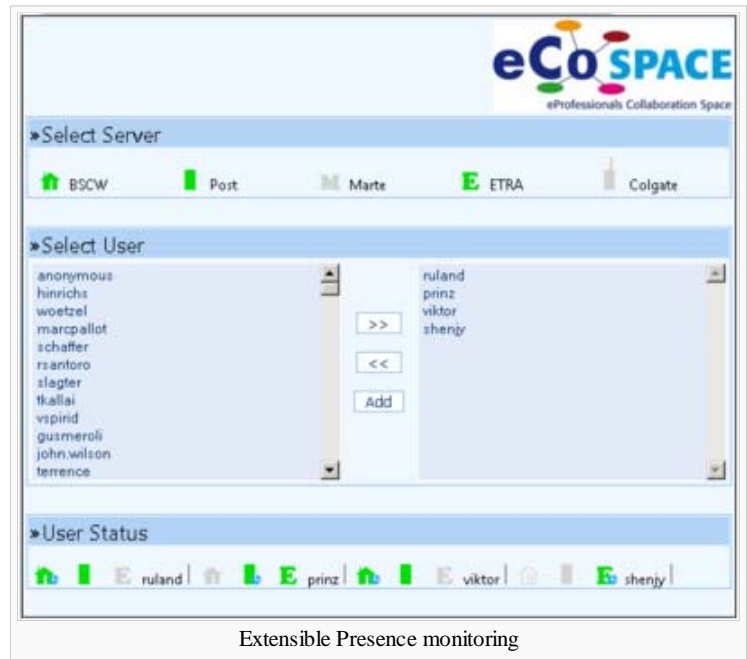 eCoSPACE
eProfessionals Collaboration Space
»Select Server
BSCW Post M Marte E ETRA Colgate
»Select User
anonymous
hinrichs
woetzel
marcpallot
schaffer
rsantoro
slagter
tkallai
vspirid
gusmeroli
john.wilson
terrence
>>
<<
Add
ruland
prinz
viktor
shenjy
»User Status
E ruland E prinz E viktor E shenjy
Extensible Presence monitoring